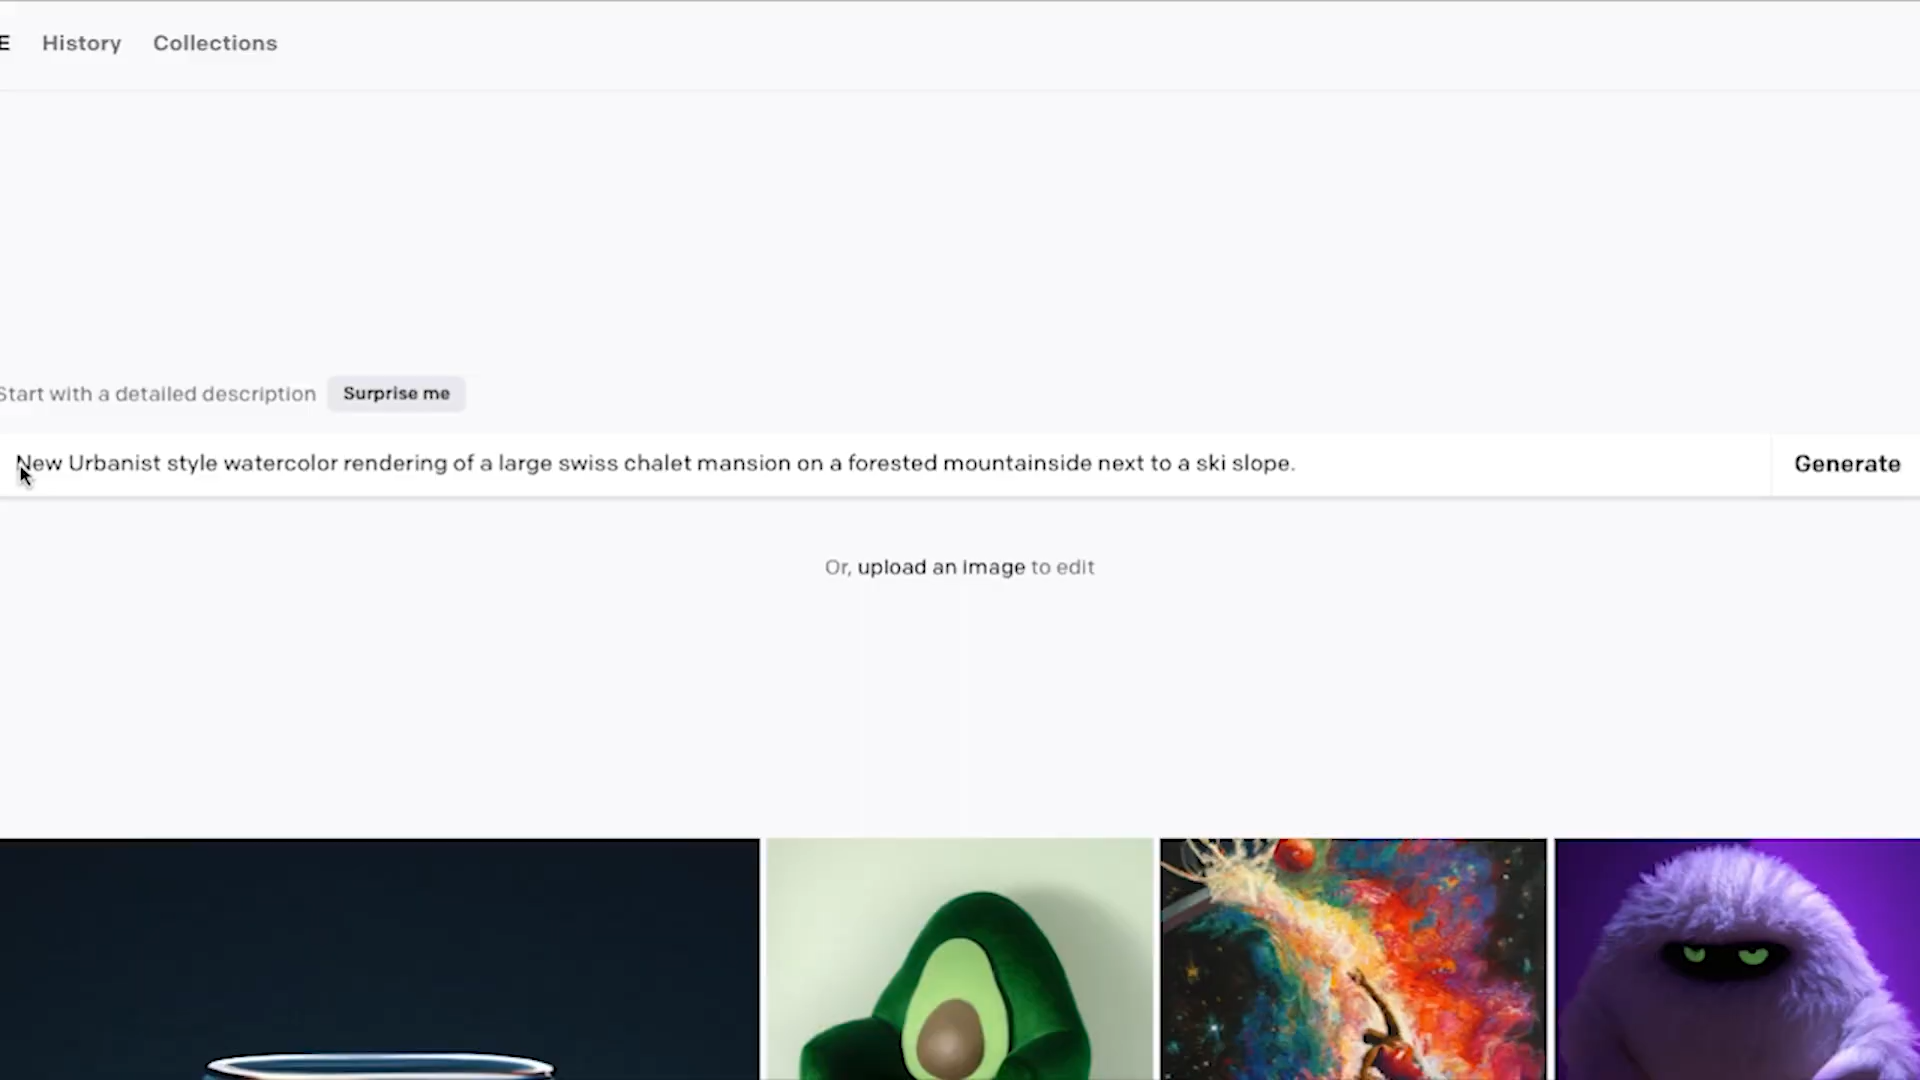 E History Collections
Start with a detailed description Surprise me
New Urbanist style watercolor rendering of a large swiss chalet mansion on a forested mountainside next to a ski slope. Generate
Or, upload an image to edit